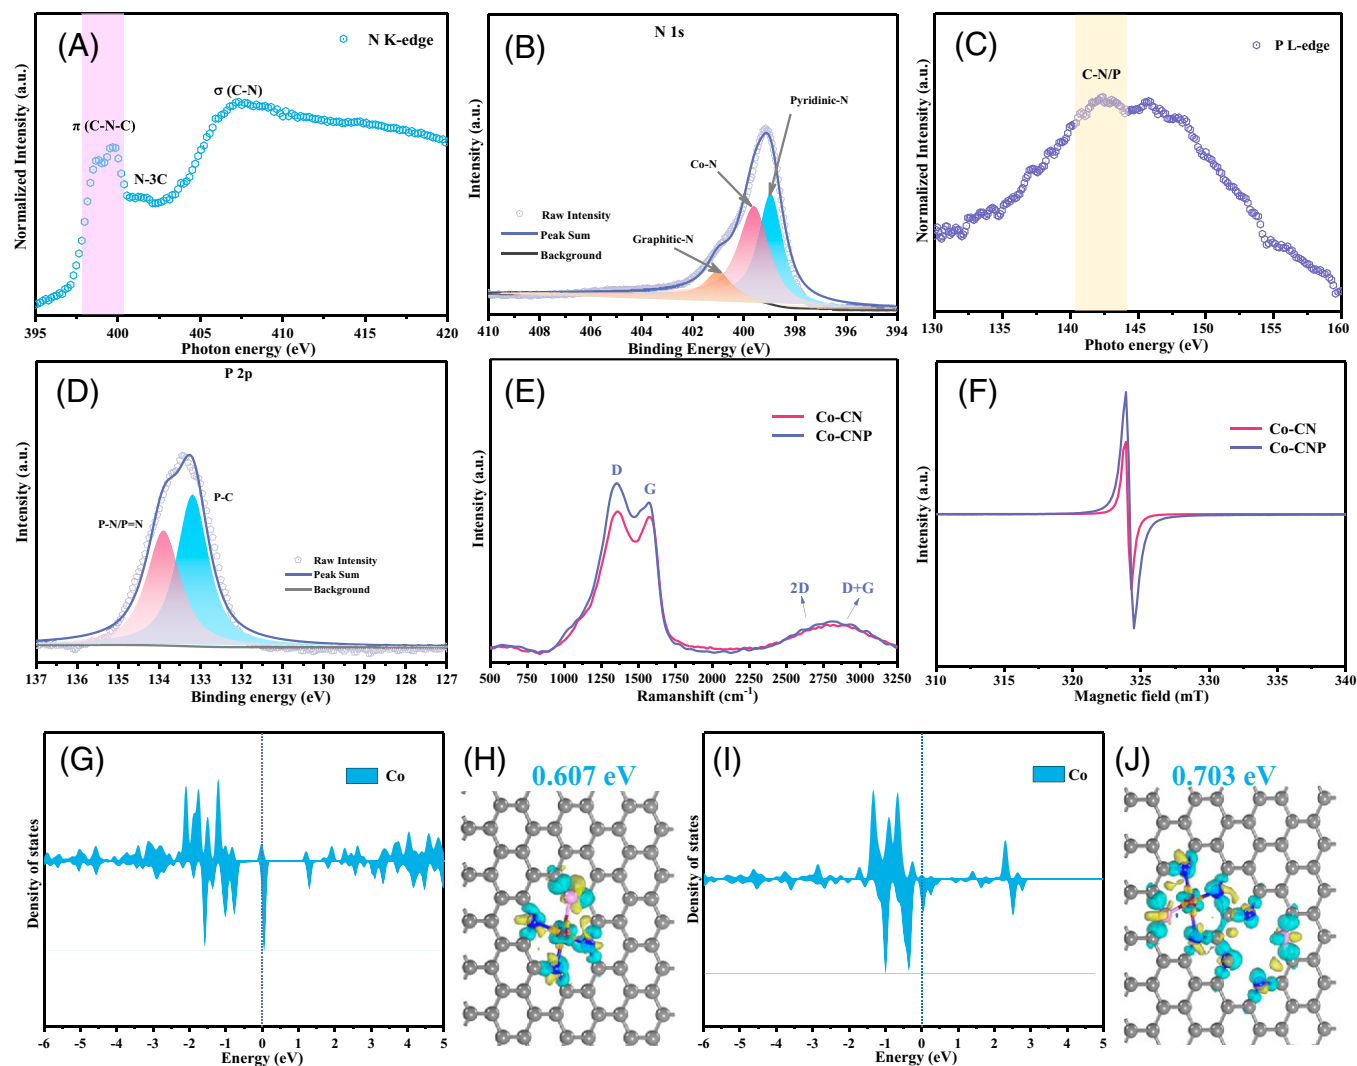 (A)
N K-edge
σ (C-N)
π (C-N-C)
N-3C
Normalized Intensity (a.u.)
395 400 405 410 415 420
Photon energy (eV)
(B)
N 1s
Pyridinic-N
Co-N
Graphitic-N
Raw Intensity
Peak Sum
Background
Intensity (a.u.)
410 408 406 404 402 400 398 396 394
Binding Energy (eV)
(C)
P L-edge
C-N/P
Normalized Intensity (a.u.)
130 135 140 145 150 155 160
Photo energy (eV)
(D)
P 2p
P-C
P-N/P=N
Raw Intensity
Peak Sum
Background
Intensity (a.u.)
137 135 134 133 132 131 130 129 128 127
Binding energy (eV)
(E)
Co-CN
Co-CNP
D
G
2D
D+G
Intensity (a.u.)
500 750 1000 1250 1500 1750 2000 2250 2500 2750 3000 3250
Ramanshift (cm-1)
(F)
Co-CN
Co-CNP
Intensity (a.u.)
310 315 320 325 330 335 340
Magnetic field (mT)
(G)
Co
Density of states
-6 -5 -4 -3 -2 -1 0 1 2 3 4 5
Energy (eV)
(H)
0.607 eV
(I)
Co
Density of states
-6 -5 -4 -3 -2 -1 0 1 2 3 4 5
Energy (eV)
(J)
0.703 eV